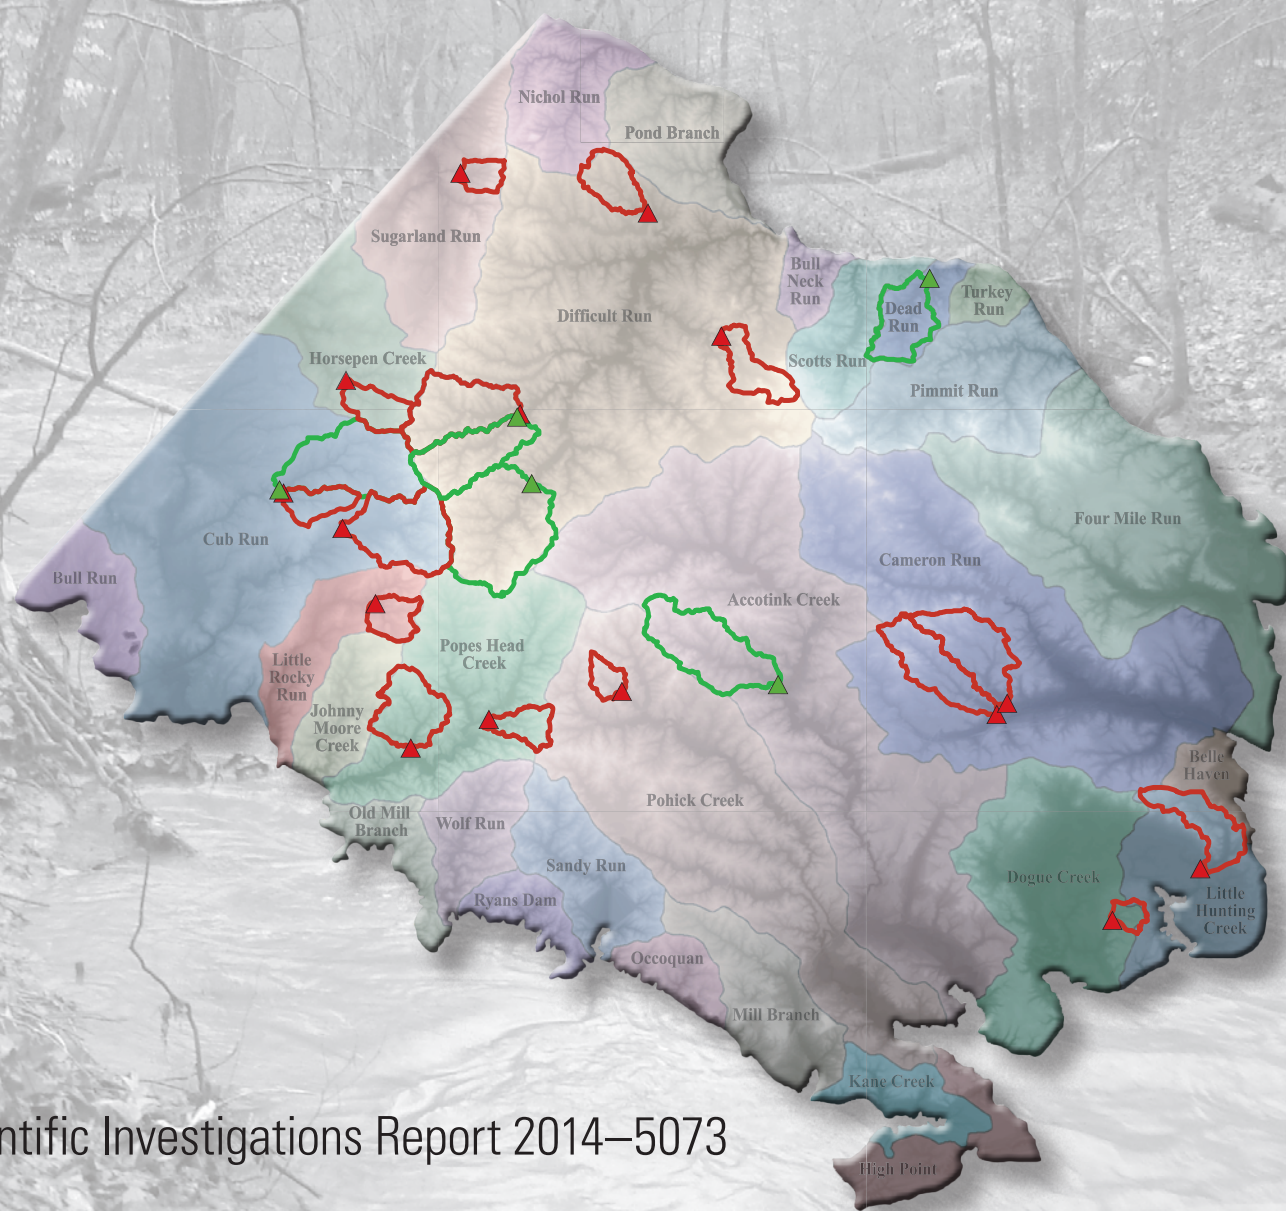 Nichol Run
Pond Branch
Sugarland Run
Bull
Neck
Run
Turkey
Run
Dead
Run
Difficult Run
Horsepen Creek
Scotts Run
Pimmit Run
Four Mile Run
Cub Run
Cameron Run
Bull Run
Accotink Creek
Popes Head
Creek
Little
Rocky
Run
Johnny
Moore
Creek
Belle
Haven
Pohick Creek
Old Mill
Branch
Wolf Run
Sandy Run
Dogue Creek
Ryans Dam
Little
Hunting
Creek
Occoquan
Mill Branch
Kane Creek
ntific Investigations Report 2014–5073
High Point